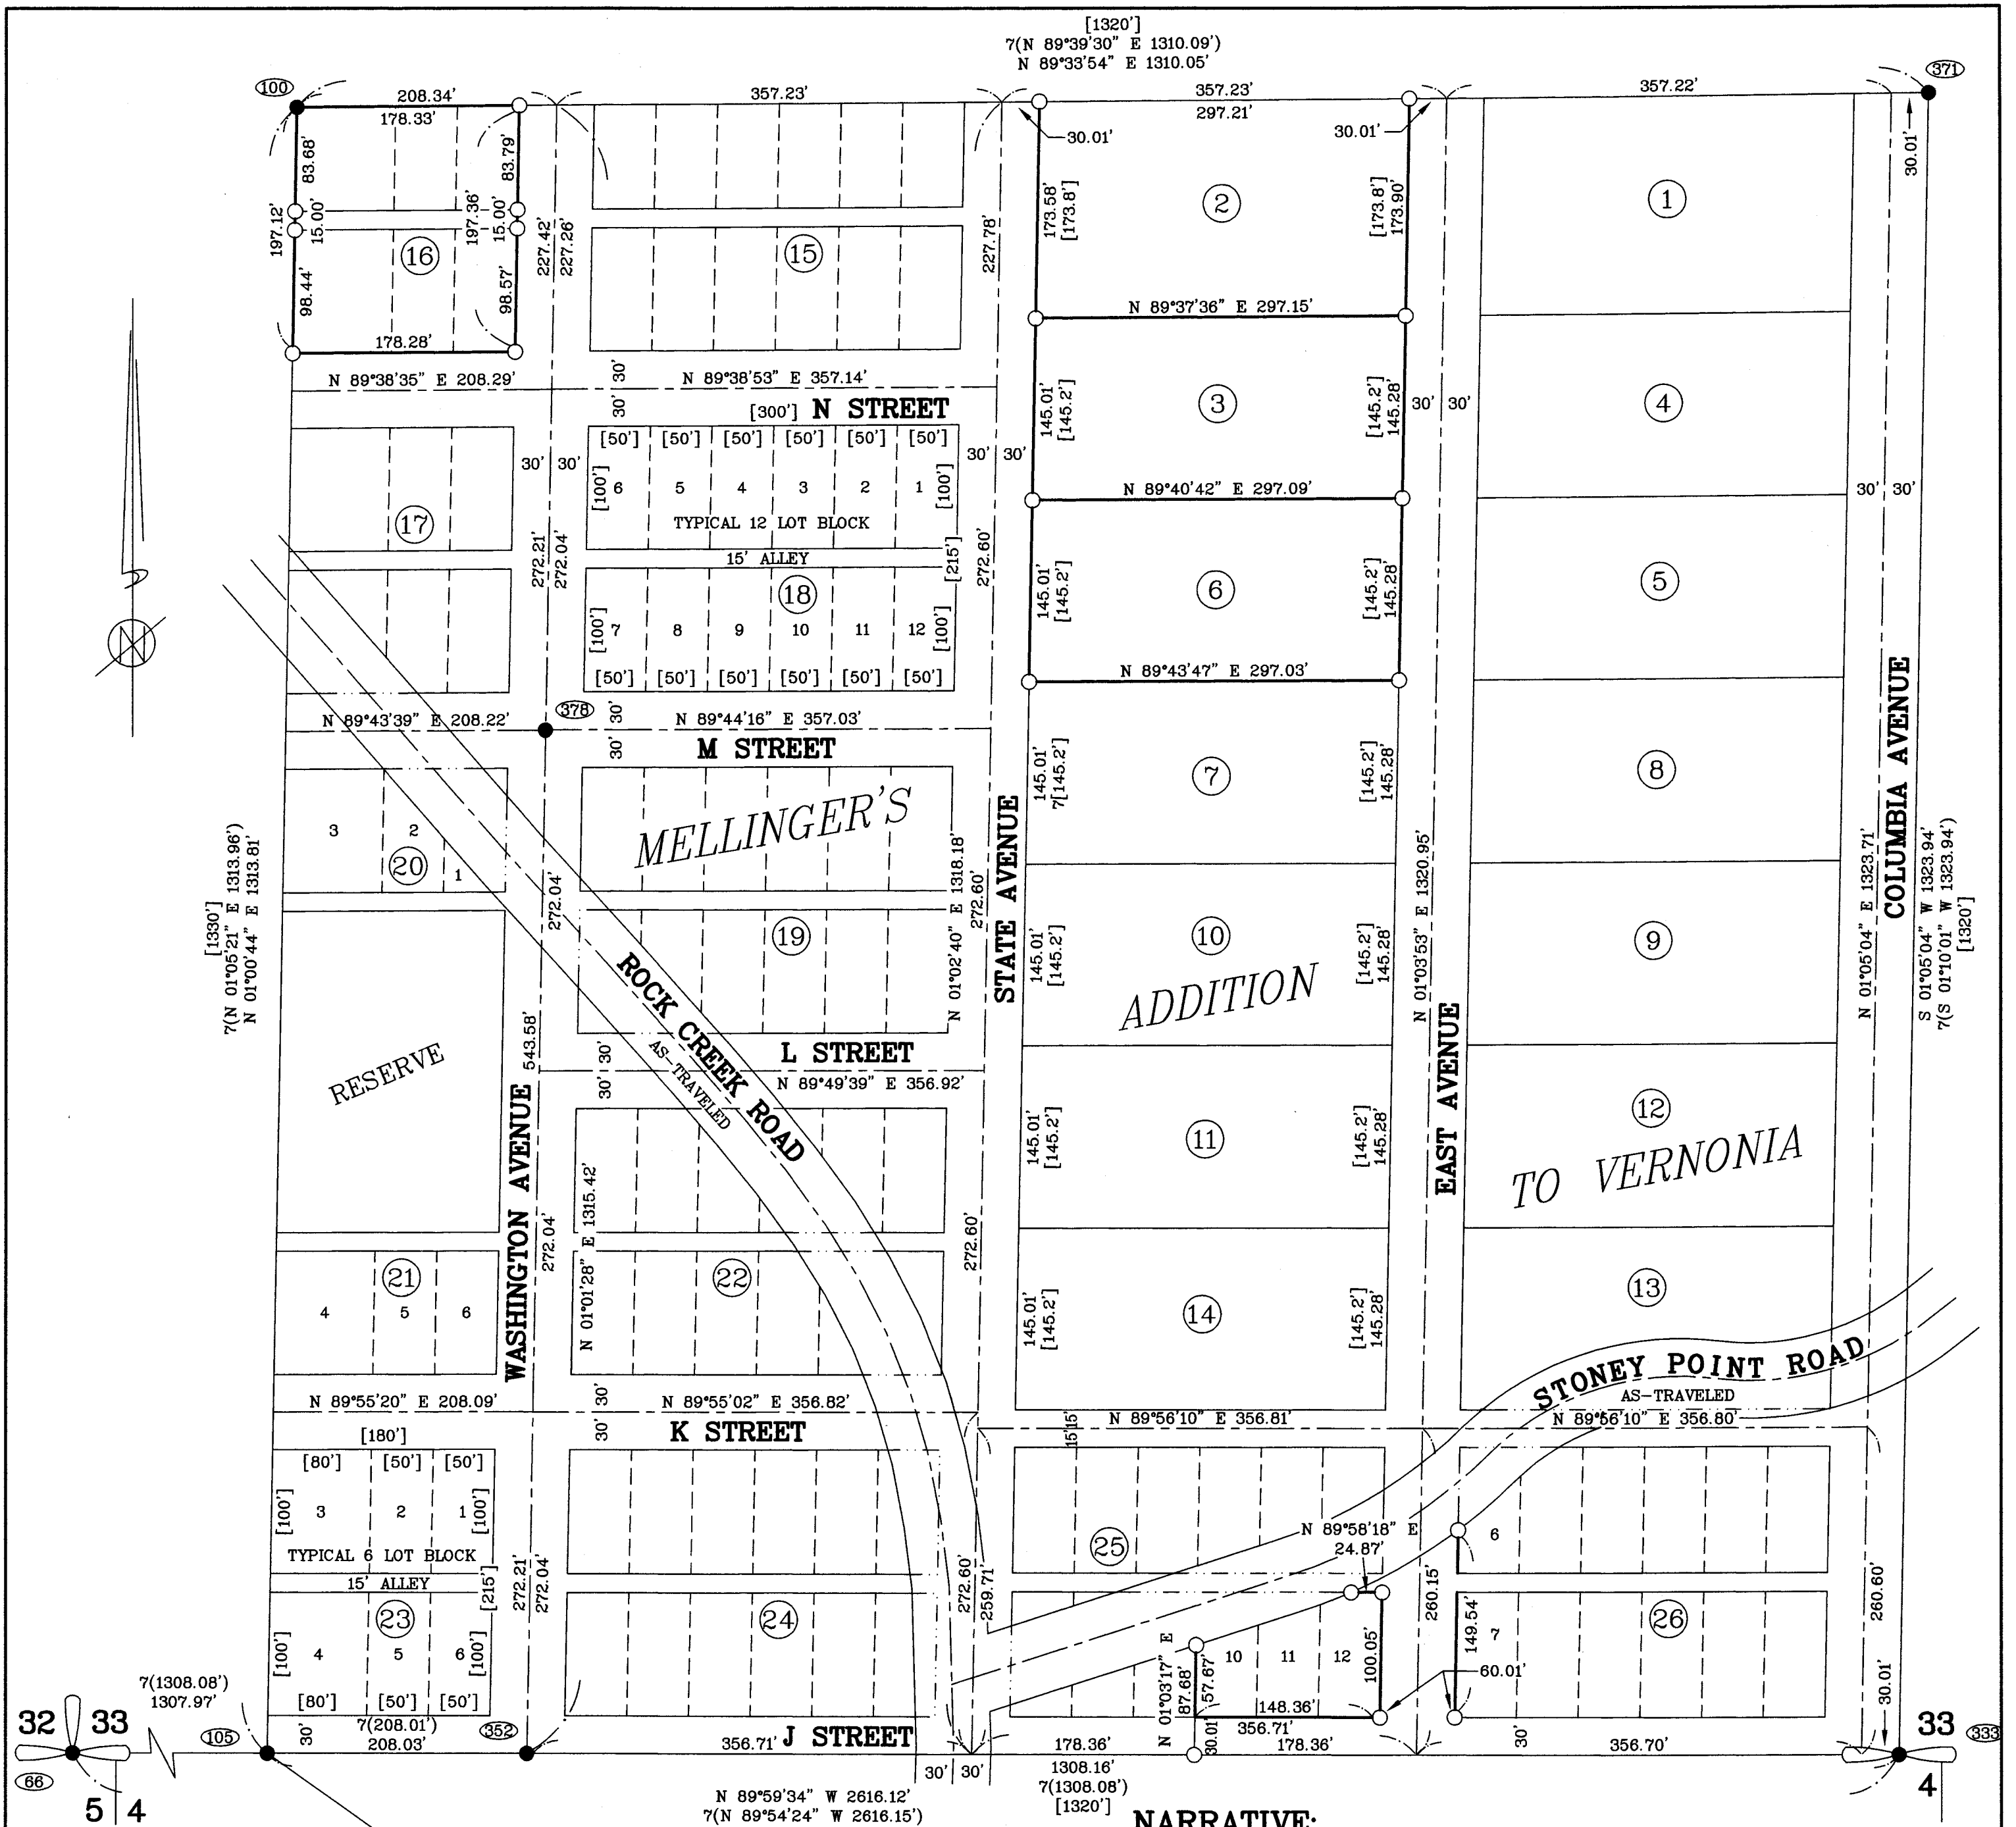 [1320']
7(N 89°39'30" E 1310.09')
N 89°33'54" E 1310.05'
100
208.34'
178.33'
357.23'
357.23'
297.21'
357.22'
371
30.01'
30.01'
30.01'
83.68'
83.79'
15.00'
15.00'
197.12'
197.36'
98.44'
98.57'
227.42'
227.26'
227.78'
173.58'
[173.8']
[173.8']
173.90'
16
15
2
1
178.28'
N 89°37'36" E 297.15'
N 89°38'35" E 208.29'
30'
N 89°38'53" E 357.14'
30'
[300'] N STREET
145.01'
[145.2']
3
[145.2']
145.28'
30' 30'
4
[50'] [50'] [50'] [50'] [50'] [50']
30' 30'
30' 30'
[100'] 6 5 4 3 2 1 [100']
TYPICAL 12 LOT BLOCK
N 89°40'42" E 297.09'
30' 30'
17
15' ALLEY
[215']
272.21'
272.04'
272.60'
18
145.01'
[145.2']
6
[145.2']
145.28'
5
[100'] 7 8 9 10 11 12 [100']
[50'] [50'] [50'] [50'] [50'] [50']
N 89°43'47" E 297.03'
N 89°43'39" E 208.22'
378
30'
N 89°44'16" E 357.03'
30'
M STREET
145.01'
7[145.2']
7
[145.2']
145.28'
8
COLUMBIA AVENUE
MELLINGER'S
3 2 1
20
272.04'
[1330']
7(N 01°05'21" E 1313.96')
N 01°00'44" E 1313.81'
19
N 01°02'40" E 1318.18'
272.60'
STATE AVENUE
145.01'
[145.2']
10
[145.2']
145.28'
N 01°03'53" E 1320.95'
9
N 01°05'04" E 1323.71'
S 01°05'04" W 1323.94'
7(S 01°10'01" W 1323.94')
[1320']
ADDITION
ROCK CREEK ROAD
AS-TRAVELED
RESERVE
543.58'
30'
L STREET
30'
N 89°49'39" E 356.92'
WASHINGTON AVENUE
EAST AVENUE
145.01'
[145.2']
11
[145.2']
145.28'
12
TO VERNONIA
272.04'
N 01°01'28" E 1315.42'
272.60'
21
22
4 5 6
145.01'
[145.2']
14
[145.2']
145.28'
13
STONEY POINT ROAD
AS-TRAVELED
N 89°55'20" E 208.09'
30'
N 89°55'02" E 356.82'
30'
K STREET
N 89°56'10" E 356.81'
N 89°56'10" E 356.80'
15' 15'
[180']
[80'] [50'] [50']
[100'] 3 2 1 [100']
TYPICAL 6 LOT BLOCK
15' ALLEY
[215']
272.21'
272.04'
272.60'
259.71'
25
N 89°58'18" E
24.87'
6
260.15'
260.60'
23
24
26
[100'] 4 5 6 [100']
[80'] [50'] [50']
N 01°03'17" E
87.68'
57.67'
10 11 12
100.05'
149.54'
7
60.01'
30.01'
7(1308.08')
1307.97'
105
30'
7(208.01')
208.03'
352
356.71'
J STREET
148.36'
356.71'
30.01'
30'
356.70'
32 33
66
5 4
30' 30'
178.36'
178.36'
1308.16'
7(1308.08')
[1320']
33
333
4
N 89°59'34" W 2616.12'
7(N 89°54'24" W 2616.15')
NARRATIVE: